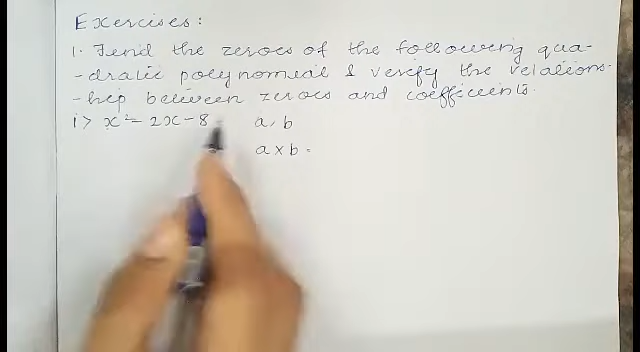 Exercises:
1. Find the zeroes of the following qua-
-dratic polynomial & verify the relations-
-hip between zeroes and coefficients.
i> x² - 2x - 8 a, b
a x b =